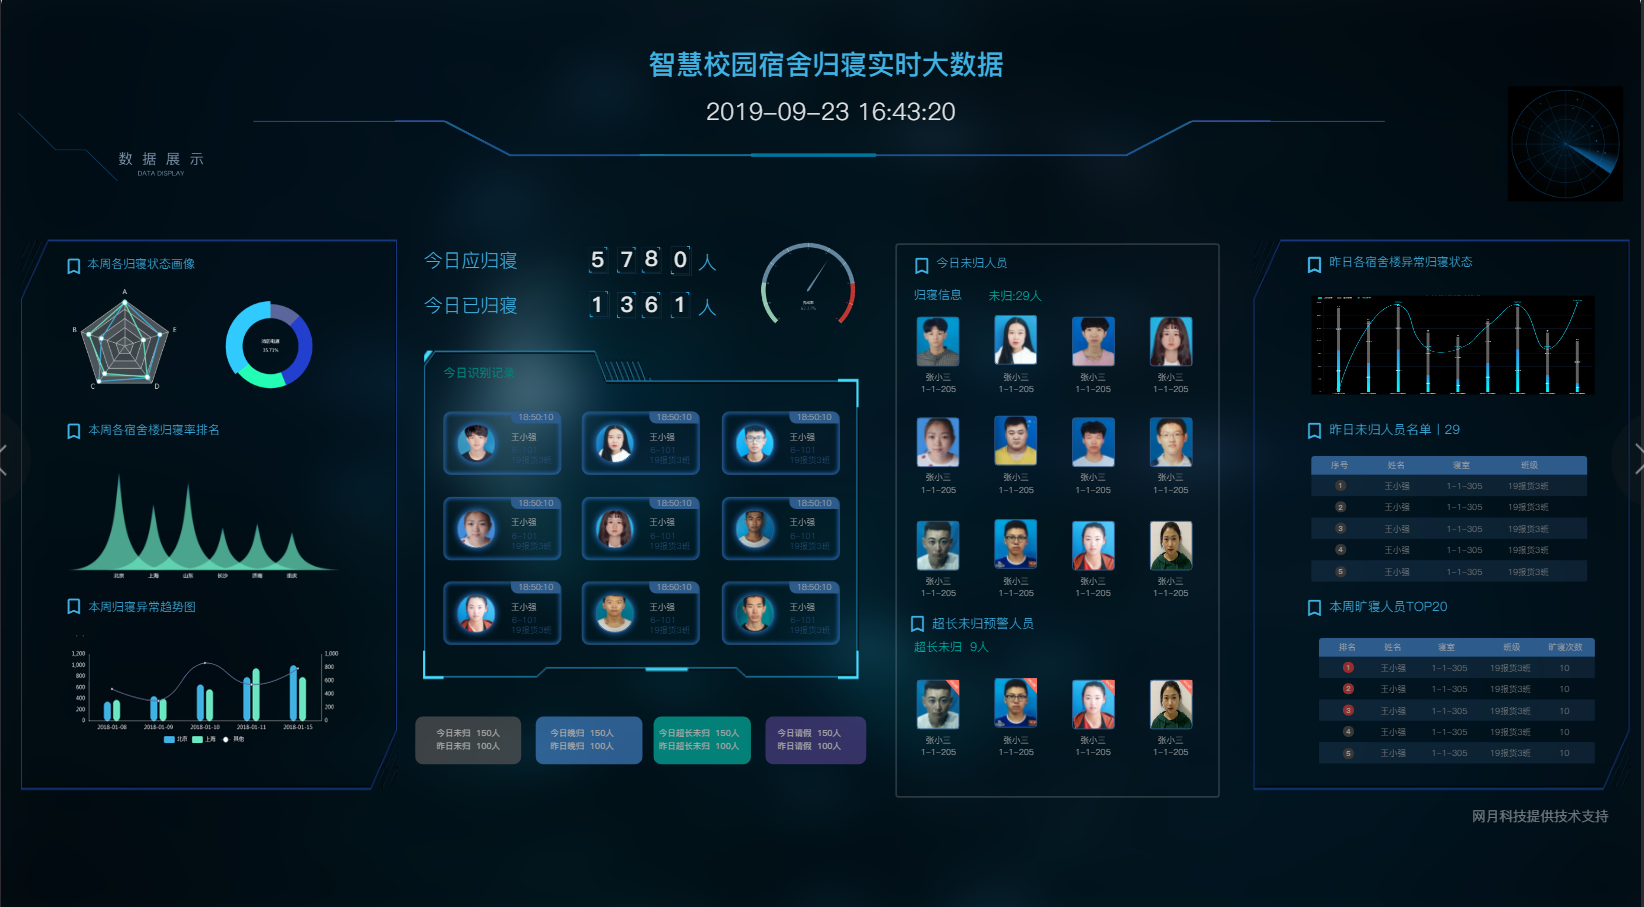 智慧校园宿舍归寝实时大数据
2019-09-23 16:43:20
数据展示
DATA DISPLAY
本周各归寝状态画像
A
B
E
C
D
35.71%
本周各宿舍楼归寝率排名
北京 上海 山东 长沙 济南 重庆
本周归寝异常趋势图
1,200
1,000
800
600
400
200
0
1,000
800
600
400
200
0
2018-01-08 2018-01-09 2018-01-10 2018-01-11 2018-01-15
北京 上海 其他
今日应归寝 5780 人
今日已归寝 1361 人
今日识别记录
18:50:10 18:50:10 18:50:10
王小强 王小强 王小强
6-101 6-101 6-101
19报货3班 19报货3班 19报货3班
18:50:10 18:50:10 18:50:10
王小强 王小强 王小强
6-101 6-101 6-101
19报货3班 19报货3班 19报货3班
18:50:10 18:50:10 18:50:10
王小强 王小强 王小强
6-101 6-101 6-101
19报货3班 19报货3班 19报货3班
今日未归 150人
昨日未归 100人
今日晚归 150人
昨日晚归 100人
今日超长未归 150人
昨日超长未归 100人
今日请假 150人
昨日请假 100人
今日未归人员
归寝信息 未归:29人
张小三 张小三 张小三 张小三
1-1-205 1-1-205 1-1-205 1-1-205
张小三 张小三 张小三 张小三
1-1-205 1-1-205 1-1-205 1-1-205
张小三 张小三 张小三 张小三
1-1-205 1-1-205 1-1-205 1-1-205
超长未归预警人员
超长未归 9人
张小三 张小三 张小三 张小三
1-1-205 1-1-205 1-1-205 1-1-205
昨日各宿舍楼异常归寝状态
昨日未归人员名单 | 29
序号 姓名 寝室 班级
1 王小强 1-1-305 19报货3班
2 王小强 1-1-305 19报货3班
3 王小强 1-1-305 19报货3班
4 王小强 1-1-305 19报货3班
5 王小强 1-1-305 19报货3班
本周旷寝人员TOP20
排名 姓名 寝室 班级 旷寝次数
1 王小强 1-1-305 19报货3班 10
2 王小强 1-1-305 19报货3班 10
3 王小强 1-1-305 19报货3班 10
4 王小强 1-1-305 19报货3班 10
5 王小强 1-1-305 19报货3班 10
网月科技提供技术支持